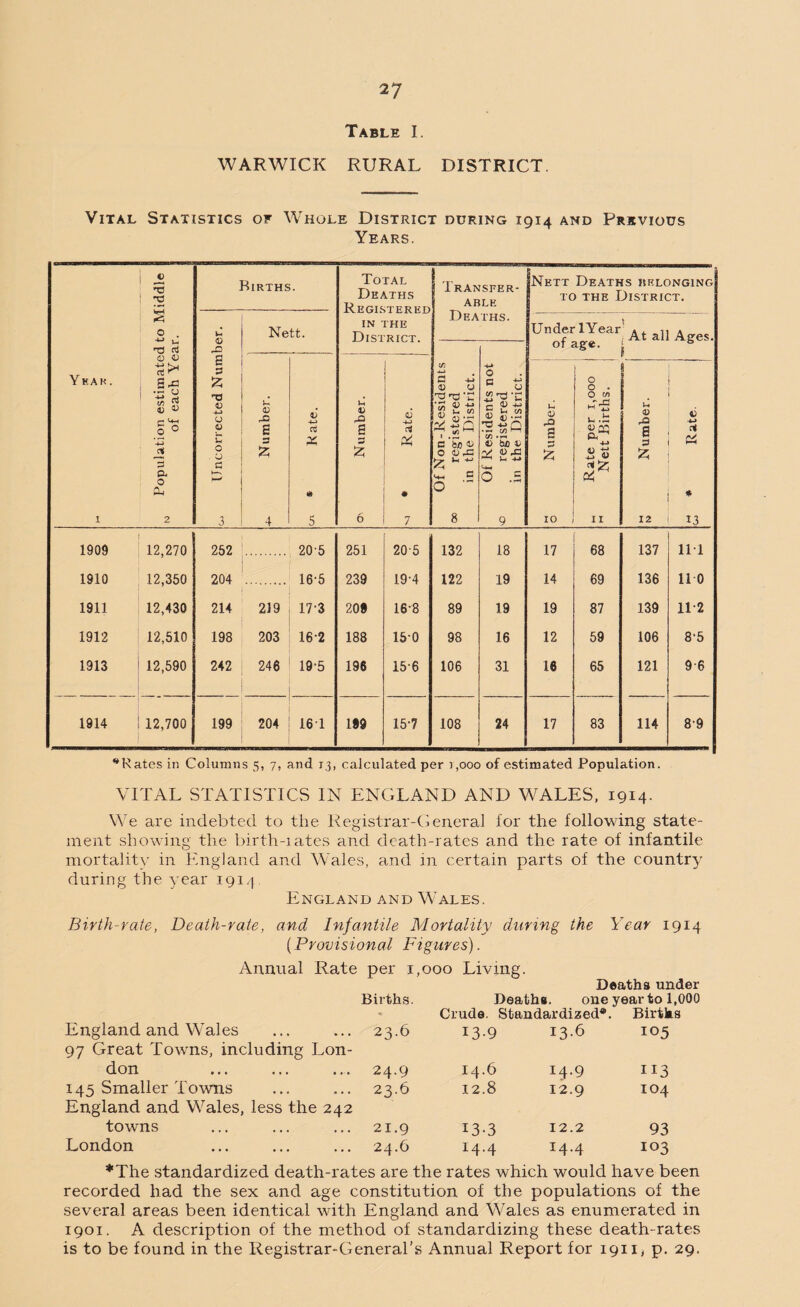 27
TABLE I.
WARWICK RURAL DISTRICT.
VITAL STATISTICS OF WHOLE DISTRICT DURING 1914 AND PREVIOUS
YEARS.
YEAR.
Population estimated to Middle
of each Year.
BIRTHS.
Uncorrected Number.
Nett.
Number.
Rate. *
TOTAL
DEATHS
REGISTERED
IN THE
DISTRICT.
Number.
Rate. *
TRANSFER-
ABLE
DEATHS.
Of Non-Residents
registered
in the District.
Of Residents not
registered
in the District.
NETT DEATHS BELONGING
TO THE DISTRICT.
Under 1 Year
of age.
Number.
Rate per 1,000
Nett Births.
At all Ages.
Number.
Rate. *
1 2 3 4 5 6 7 8 9 10 11 12 13
1909 12,270 252 ......... 20·5 251 20·5 132 18 17 68 137 11·1
1910 12,350 204 ......... 16·5 239 19·4 122 19 14 69 136 11·0
1911 12,430 214 219 17·3 209 16·8 89 19 19 87 139 11·2
1912 12,510 198 203 16·2 188 15·0 98 16 12 59 106 8·5
1913 12,590 242 246 19·5 196 15·6 106 31 16 65 121 9·6
1914 12,700 199 204 16·1 199 15·7 108 24 17 83 114 8·9
*Rates in Columns 5, 7, and 13, calculated per 1,000 of estimated Population.
VITAL STATISTICS IN ENGLAND AND WALES, 1914.
We are indebted to the Registrar-General for the following state-
ment showing the birth-rates and death-rates and the rate of infantile
mortality in England and Wales, and in certain parts of the country
during the year 1914.
ENGLAND AND WALES.
Birth-rate, Death-rate, and Infantile Mortality during the Year 1914
(Provisional Figures).
Annual Rate per 1,000 Living.
Deaths under
Births. Deaths. one year to 1,000
Crude. Standardized*. Births
England and Wales ... ... 23.6 13.9 13.6 105
97 Great Towns, including Lon-
don ... ... ... 24.9 14.6 14.9 113
145 Smaller Towns ... ... 23.6 12.8 12.9 104
England and Wales, less the 242
towns ... ... ... 21.9 13.3 12.2 93
London ... ... ... 24.6 14.4 14.4 103
*The standardized death-rates are the rates which would have been
recorded had the sex and age constitution of the populations of the
several areas been identical with England and Wales as enumerated in
1901. A description of the method of standardizing these death-rates
is to be found in the Registrar-General's Annual Report for 1911, p. 29.